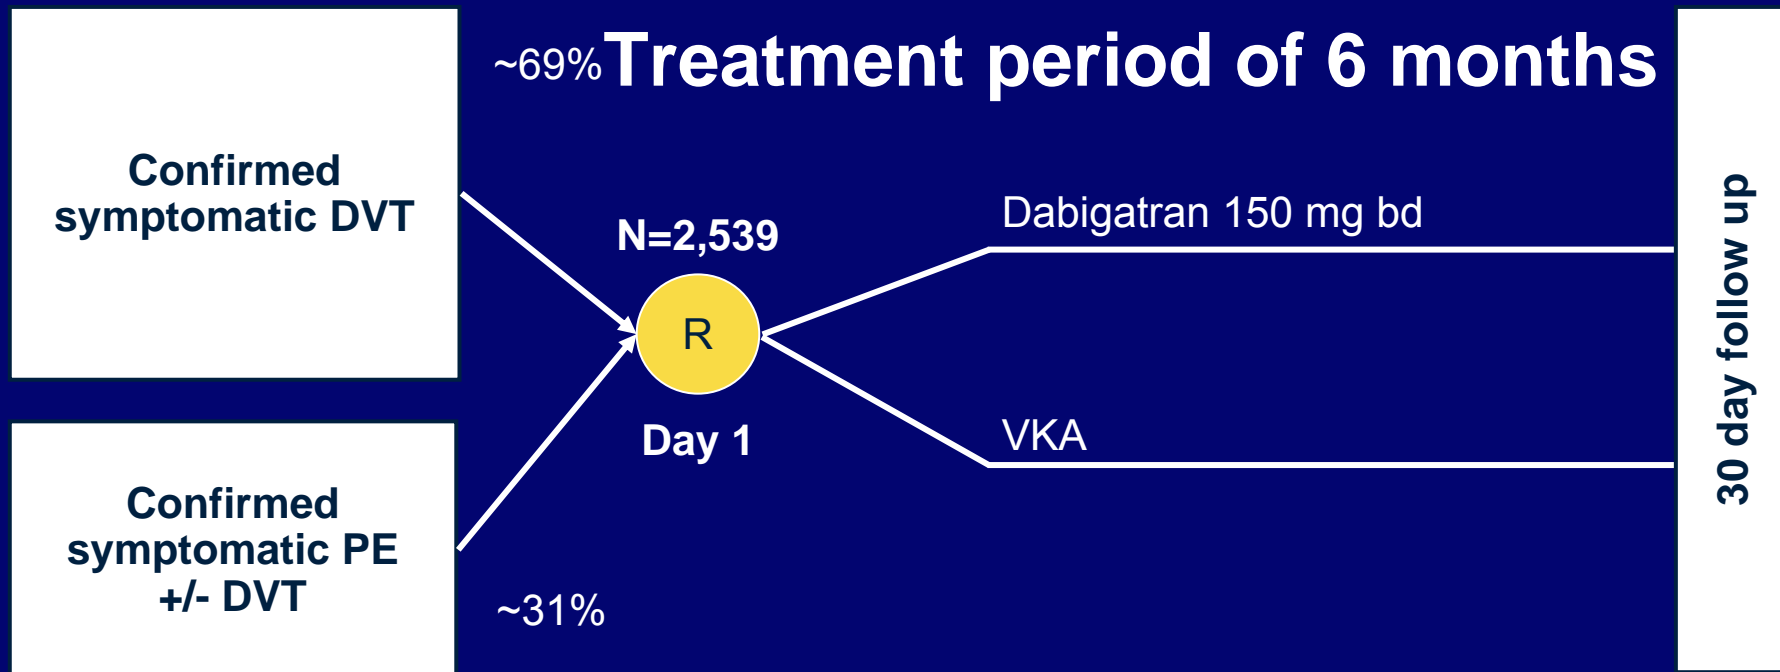 ~69%
Treatment period of 6 months
Confirmed
symptomatic DVT
N=2,539
R
Day 1
Dabigatran 150 mg bd
VKA
30 day follow up
Confirmed
symptomatic PE
+/- DVT
~31%